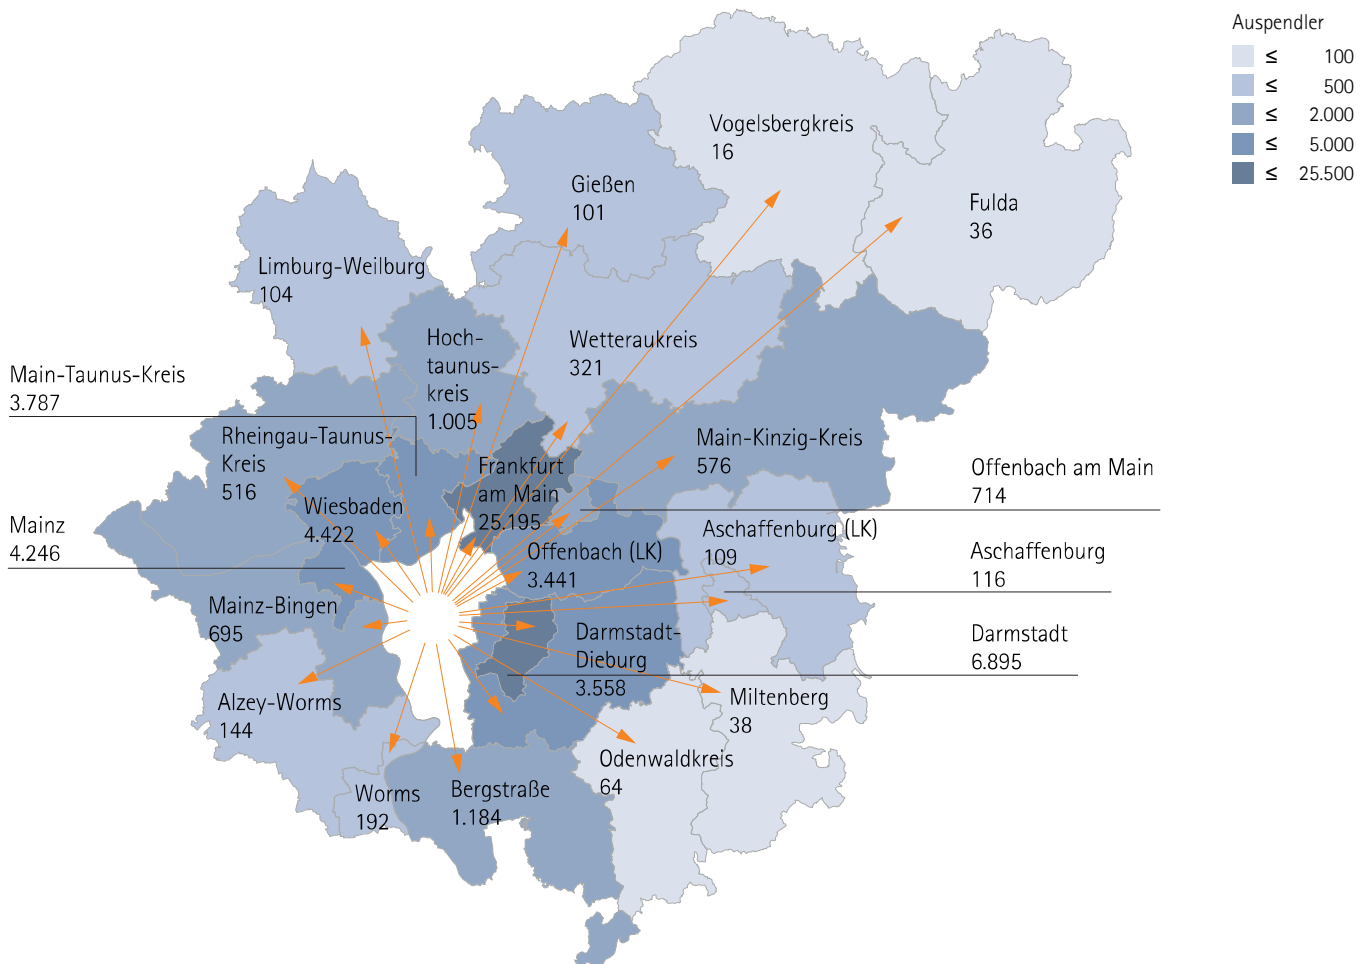 Auspendler
≤ 100
≤ 500
≤ 2.000
≤ 5.000
≤ 25.500
Vogelsbergkreis
16
Gießen
101
Fulda
36
Limburg-Weilburg
104
Hoch-
taunus-
kreis
1.005
Wetteraukreis
321
Main-Taunus-Kreis
3.787
Rheingau-Taunus-
Kreis
516
Frankfurt
am Main
25.195
Main-Kinzig-Kreis
576
Offenbach am Main
714
Wiesbaden
4.422
Mainz
4.246
Offenbach (LK)
3.441
Aschaffenburg (LK)
109
Aschaffenburg
116
Mainz-Bingen
695
Darmstadt-
Dieburg
3.558
Darmstadt
6.895
Alzey-Worms
144
Miltenberg
38
Odenwaldkreis
64
Worms
192
Bergstraße
1.184